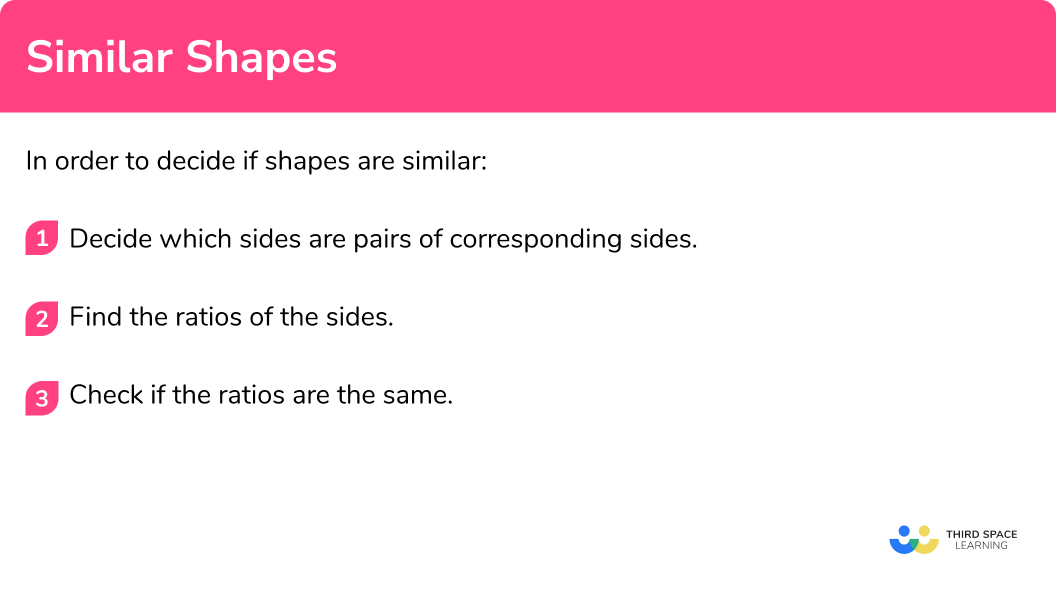 Similar Shapes
In order to decide if shapes are similar:
1 Decide which sides are pairs of corresponding sides.
2 Find the ratios of the sides.
3 Check if the ratios are the same.
THIRD SPACE
LEARNING